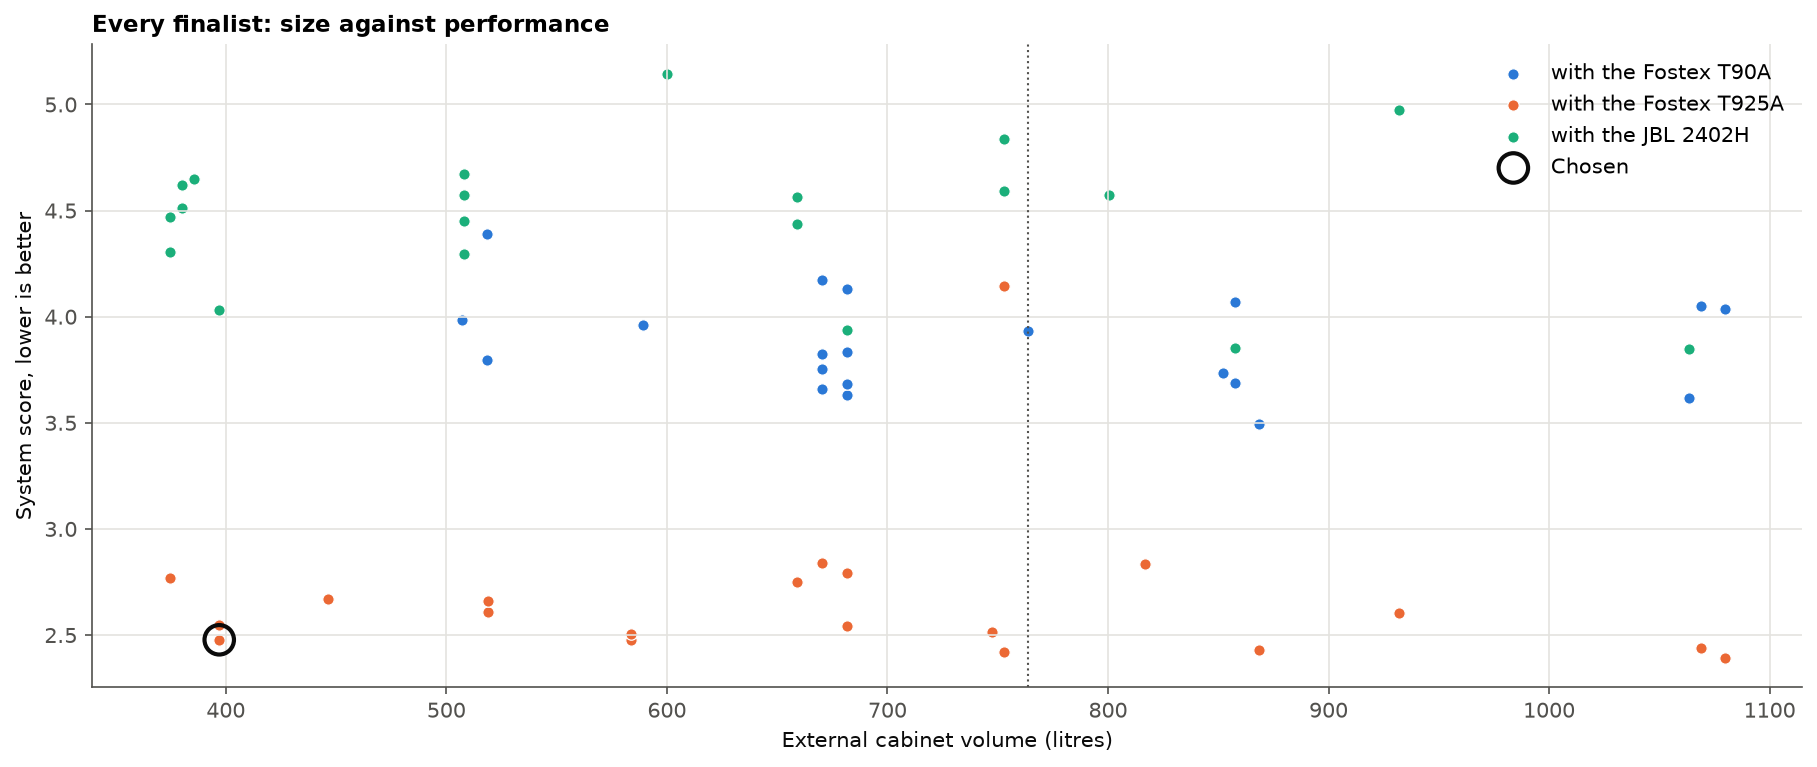 Every finalist: size against performance
with the Fostex T90A
with the Fostex T925A
with the JBL 2402H
Chosen
System score, lower is better
5.0
4.5
4.0
3.5
3.0
2.5
400 500 600 700 800 900 1000 1100
External cabinet volume (litres)